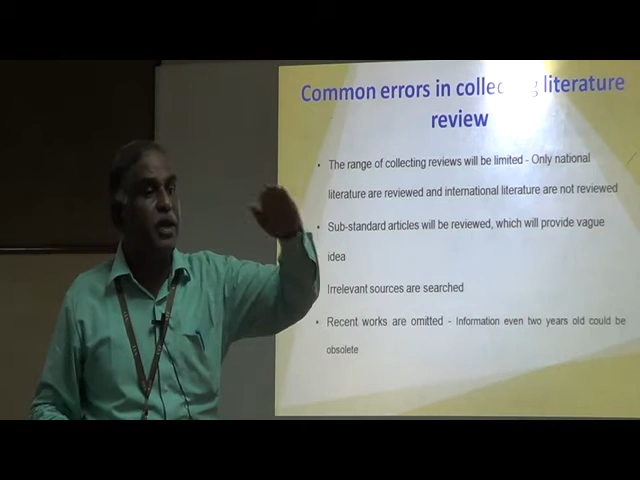 Common errors in collecting literature
review
• The range of collecting reviews will be limited - Only national
literature are reviewed and international literature are not reviewed
• Sub-standard articles will be reviewed, which will provide vague
idea
Irrelevant sources are searched
• Recent works are omitted - Information even two years old could be
obsolete